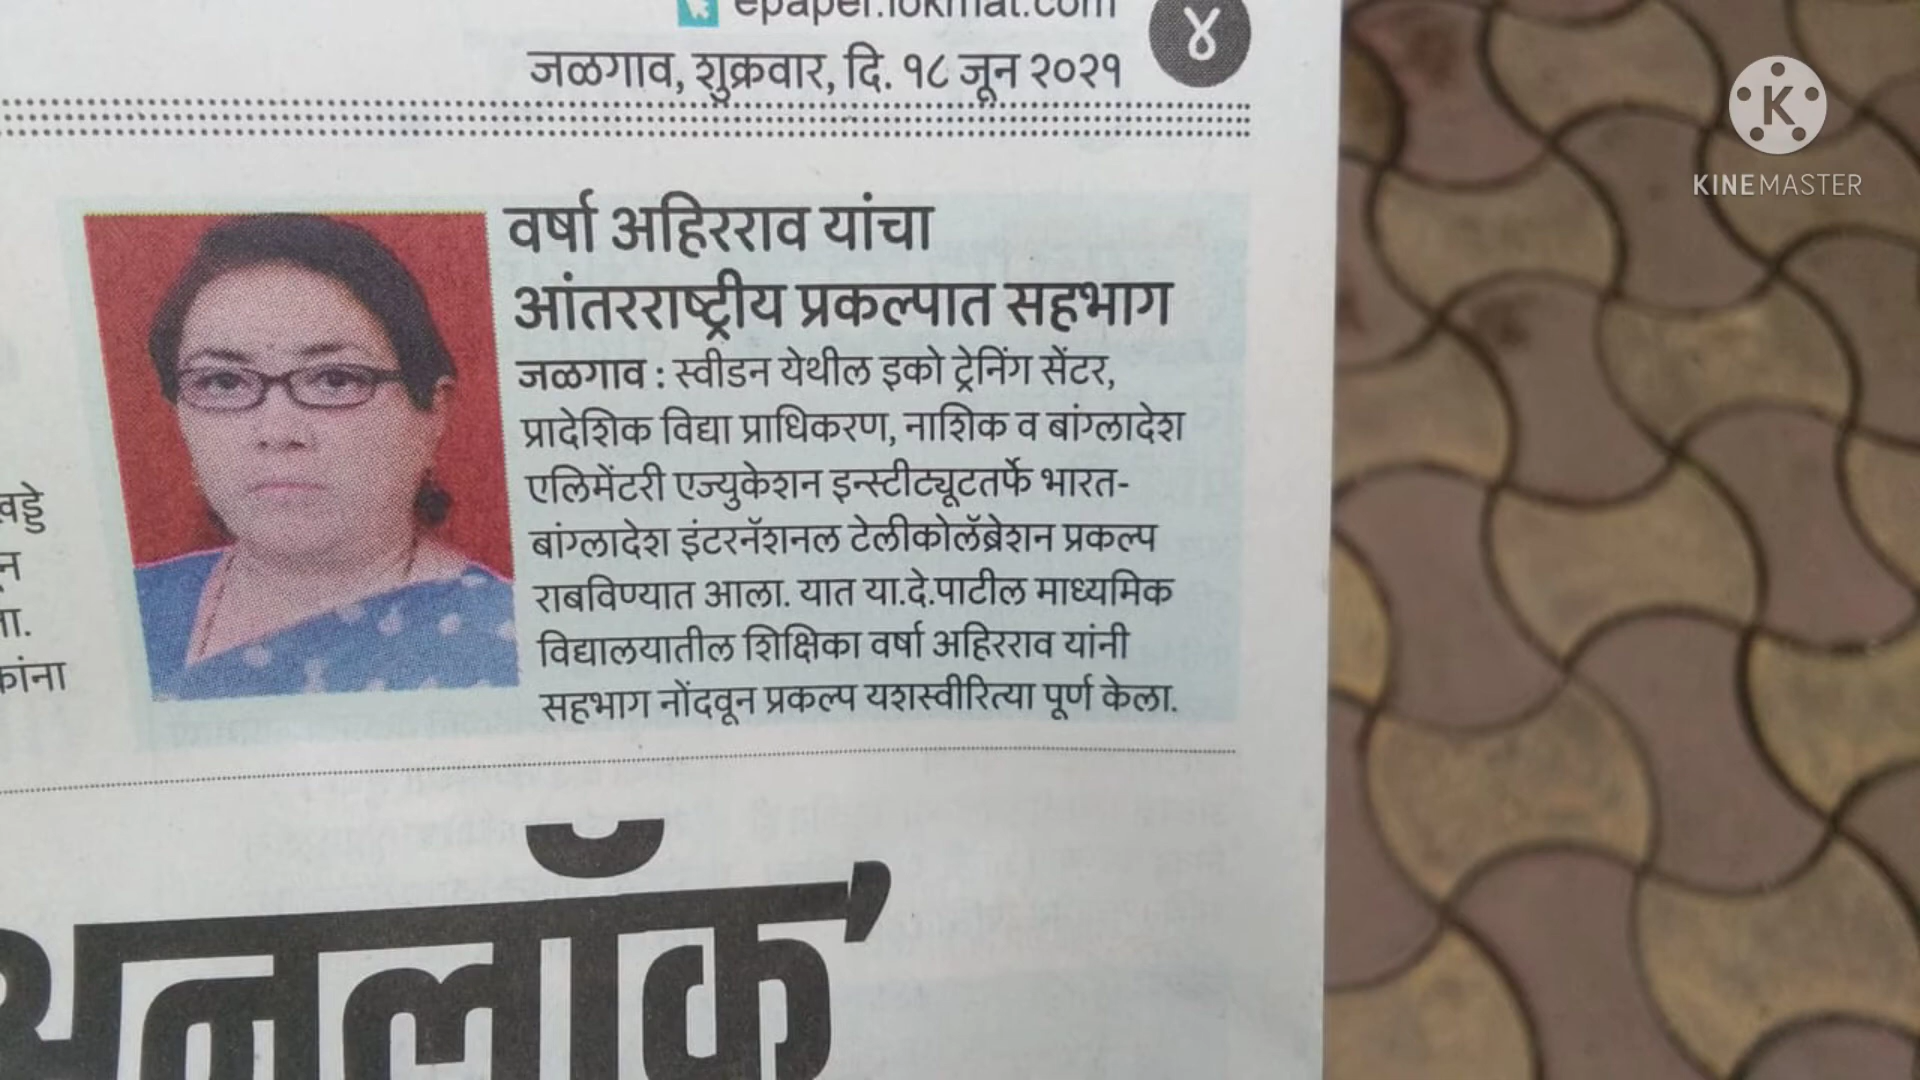 epaper.lokmat.com
४
जळगाव, शुक्रवार, दि. १८ जून २०२१
KINEMASTER
वर्षा अहिरराव यांचा
आंतरराष्ट्रीय प्रकल्पात सहभाग
जळगाव : स्वीडन येथील इको ट्रेनिंग सेंटर,
प्रादेशिक विद्या प्राधिकरण, नाशिक व बांग्लादेश
एलिमेंटरी एज्युकेशन इन्स्टीट्यूटतर्फे भारत-
बांग्लादेश इंटरनॅशनल टेलीकोलॅब्रेशन प्रकल्प
राबविण्यात आला. यात या.दे.पाटील माध्यमिक
विद्यालयातील शिक्षिका वर्षा अहिरराव यांनी
सहभाग नोंदवून प्रकल्प यशस्वीरित्या पूर्ण केला.
अनलॉक’